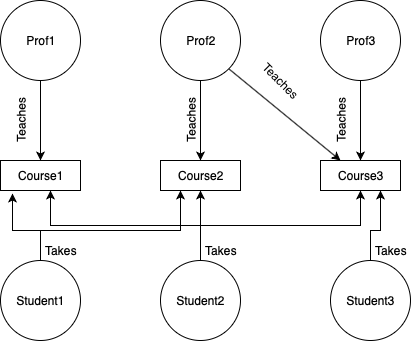 Prof1
Prof2
Prof3
Teaches
Teaches
Teaches
Teaches
Course1
Course2
Course3
Takes
Takes
Takes
Student1
Student2
Student3